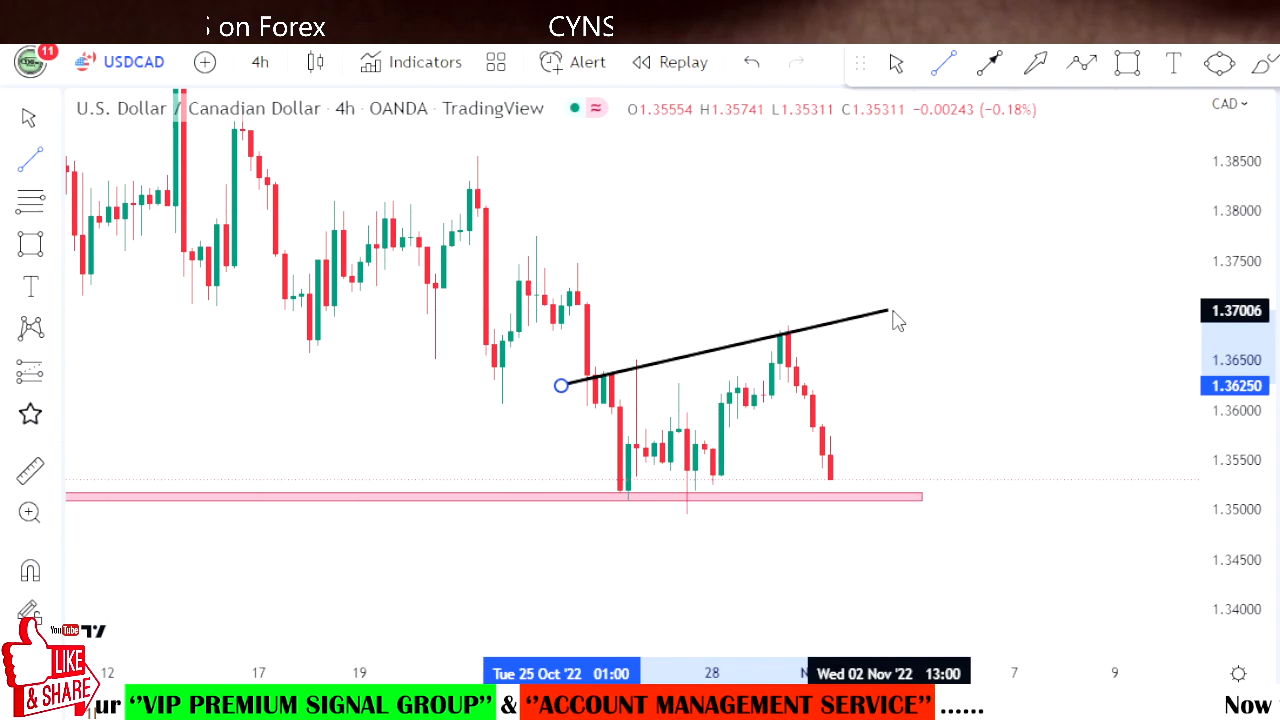 on Forex CYNS
11
USDCAD 4h Indicators Alert Replay
U.S. Dollar / Canadian Dollar · 4h · OANDA · TradingView O1.35554 H1.35741 L1.35311 C1.35311 −0.00243 (−0.18%)
CAD
1.38500
1.38000
1.37500
1.37006
1.36500
1.36250
1.36000
1.35500
1.35000
1.34500
1.34000
YouTube
LIKE
& SHARE
12 17 19 Tue 25 Oct '22 01:00 28 Wed 02 Nov '22 13:00 7 9
ur ‘‘VIP PREMIUM SIGNAL GROUP’’ & ‘‘ACCOUNT MANAGEMENT SERVICE’’ ...... Now